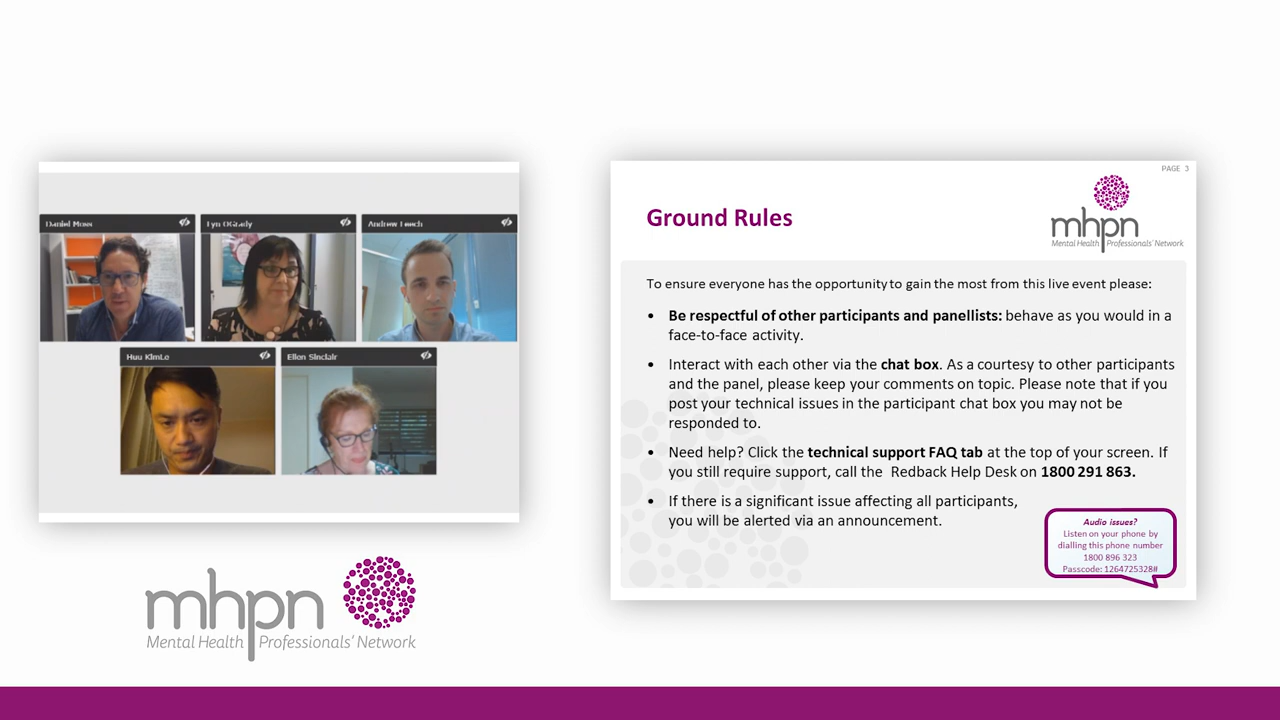 Daniel Moss
Lyn OGrady
Andrew Leech
Huu KimLe
Ellen Sinclair
mhpn
Mental Health Professionals' Network
PAGE 3
Ground Rules
mhpn
Mental Health Professionals' Network
To ensure everyone has the opportunity to gain the most from this live event please:
• Be respectful of other participants and panellists: behave as you would in a
face-to-face activity.
• Interact with each other via the chat box. As a courtesy to other participants
and the panel, please keep your comments on topic. Please note that if you
post your technical issues in the participant chat box you may not be
responded to.
• Need help? Click the technical support FAQ tab at the top of your screen. If
you still require support, call the Redback Help Desk on 1800 291 863.
• If there is a significant issue affecting all participants,
you will be alerted via an announcement.
Audio issues?
Listen on your phone by
dialling this phone number
1800 896 323
Passcode: 1264725328#